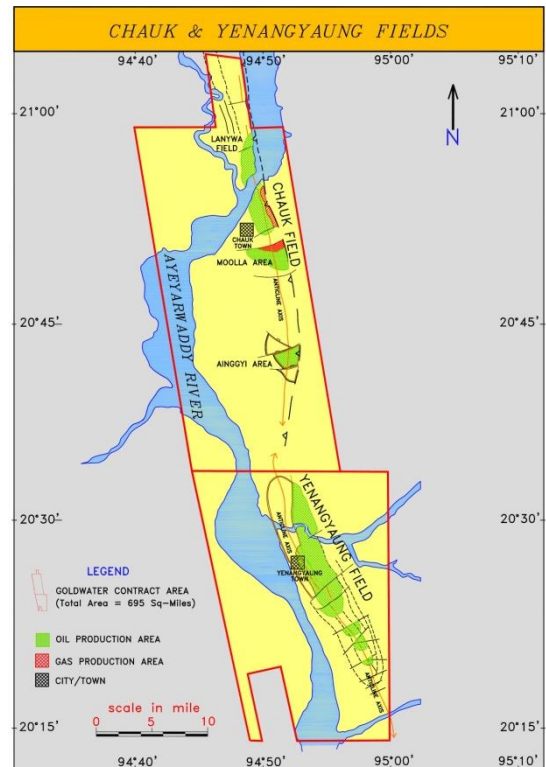 CHAUK & YENANGYAUNG FIELDS
94°40' 94°50' 95°00' 95°10'
21°00'
21°00'
N
LANYWA
FIELD
CHAUK FIELD
CHAUK
TOWN
MOOLLA AREA
ANTICLINE AXIS
AYEYARWADDY RIVER
20°45'
20°45'
AINGGYI AREA
20°30'
20°30'
YENANGYAUNG FIELD
ANTICLINE AXIS
YENANGYAUNG
TOWN
ANTICLINE AXIS
LEGEND
GOLDWATER CONTRACT AREA
(Total Area = 695 Sq-Miles)
OIL PRODUCTION AREA
GAS PRODUCTION AREA
CITY/TOWN
scale in mile
0 5 10
20°15'
20°15'
94°40' 94°50' 95°00' 95°10'